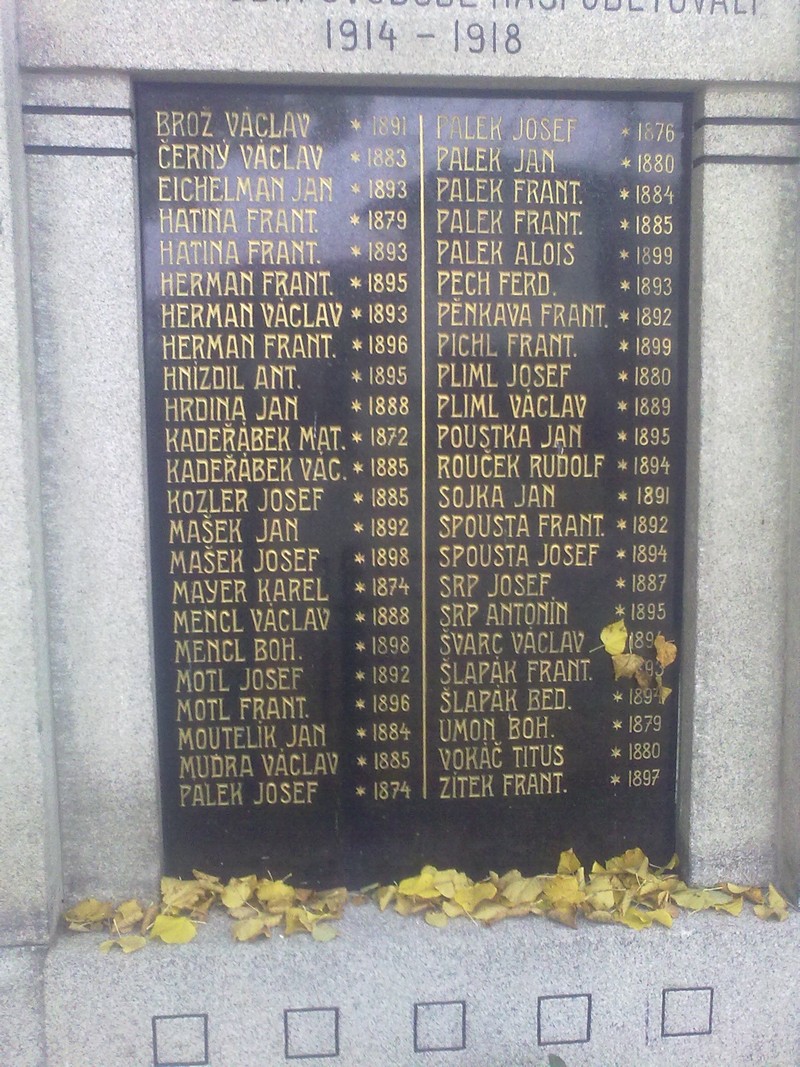 SVOBODĚ NAŠÍ OBĚTOVALI
1914 – 1918
BROŽ VÁCLAV * 1891
ČERNÝ VÁCLAV * 1883
EICHELMAN JAN * 1893
HATINA FRANT. * 1879
HATINA FRANT. * 1893
HERMAN FRANT. * 1895
HERMAN VÁCLAV * 1893
HERMAN FRANT. * 1896
HNÍZDIL ANT. * 1895
HRDINA JAN * 1888
KADEŘÁBEK MAT. * 1872
KADEŘÁBEK VÁC. * 1885
KOZLER JOSEF * 1885
MAŠEK JAN * 1892
MAŠEK JOSEF * 1898
MAYER KAREL * 1874
MENCL VÁCLAV * 1888
MENCL BOH. * 1898
MOTL JOSEF * 1892
MOTL FRANT. * 1896
MOUTELÍK JAN * 1884
MUDRA VÁCLAV * 1885
PALEK JOSEF * 1874
PALEK JOSEF * 1876
PALEK JAN * 1880
PALEK FRANT. * 1884
PALEK FRANT. * 1885
PALEK ALOIS * 1899
PECH FERD. * 1893
PĚNKAVA FRANT. * 1892
PICHL FRANT. * 1899
PLIML JOSEF * 1880
PLIML VÁCLAV * 1889
POUSTKA JAN * 1895
ROUČEK RUDOLF * 1894
SOJKA JAN * 1891
SPOUSTA FRANT. * 1892
SPOUSTA JOSEF * 1894
SRP JOSEF * 1887
SRP ANTONÍN * 1895
ŠVARC VÁCLAV
ŠLAPÁK FRANT.
ŠLAPÁK BED. * 1894
UMON BOH. * 1879
VOKÁČ TITUS * 1880
ZÍTEK FRANT. * 1897